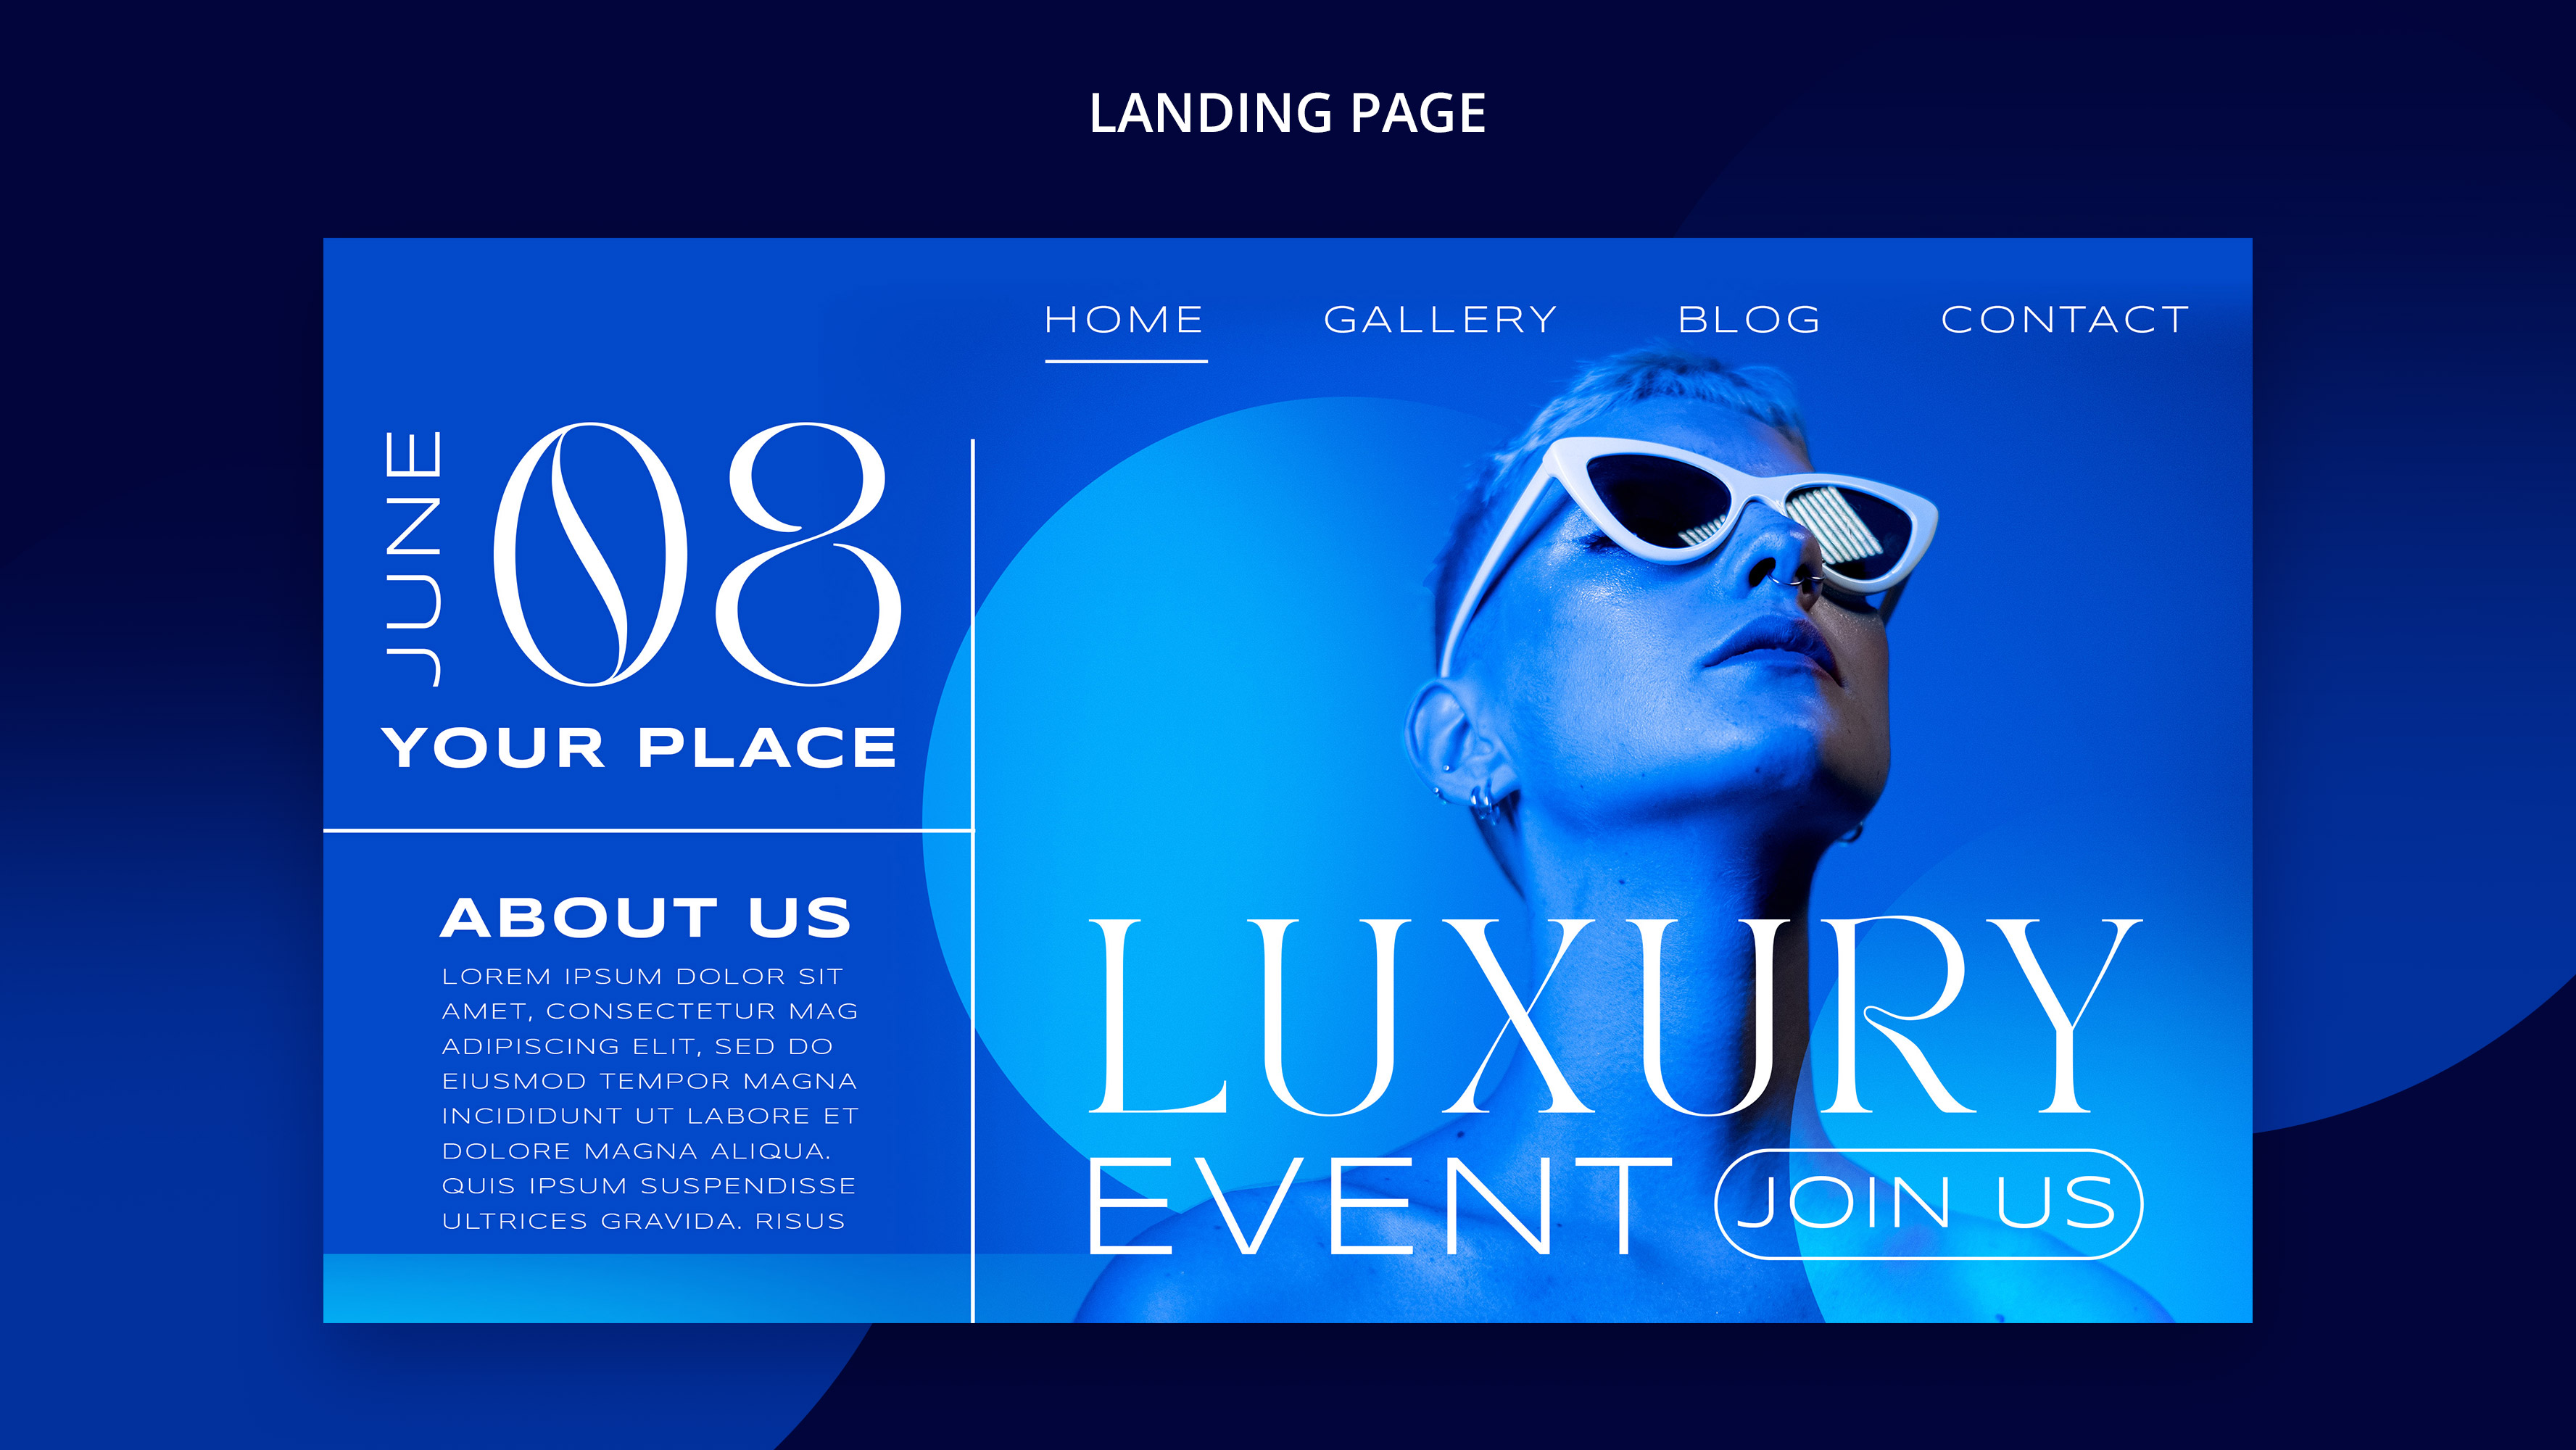 LANDING PAGE
HOME GALLERY BLOG CONTACT
JUNE
08
YOUR PLACE
ABOUT US
LOREM IPSUM DOLOR SIT
AMET, CONSECTETUR MAG
ADIPISCING ELIT, SED DO
EIUSMOD TEMPOR MAGNA
INCIDIDUNT UT LABORE ET
DOLORE MAGNA ALIQUA.
QUIS IPSUM SUSPENDISSE
ULTRICES GRAVIDA. RISUS
LUXURY
EVENT
JOIN US